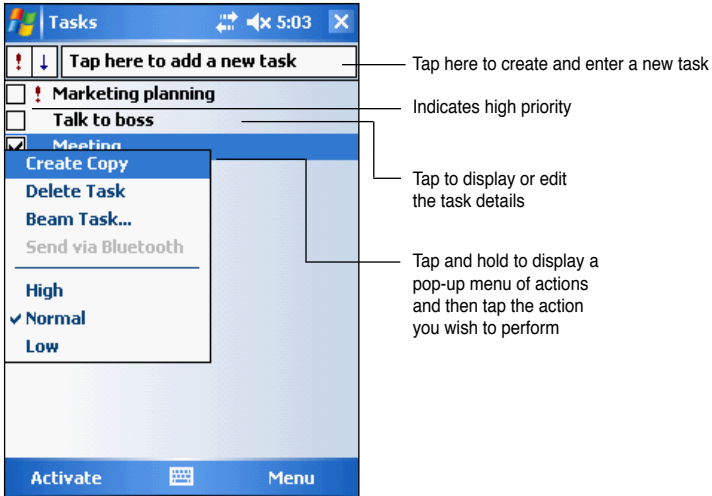 Tasks 5:03
! ↓ Tap here to add a new task
! Marketing planning
Talk to boss
Meeting
Create Copy
Delete Task
Beam Task...
Send via Bluetooth
High
Normal
Low
Activate Menu
Tap here to create and enter a new task
Indicates high priority
Tap to display or edit
the task details
Tap and hold to display a
pop-up menu of actions
and then tap the action
you wish to perform